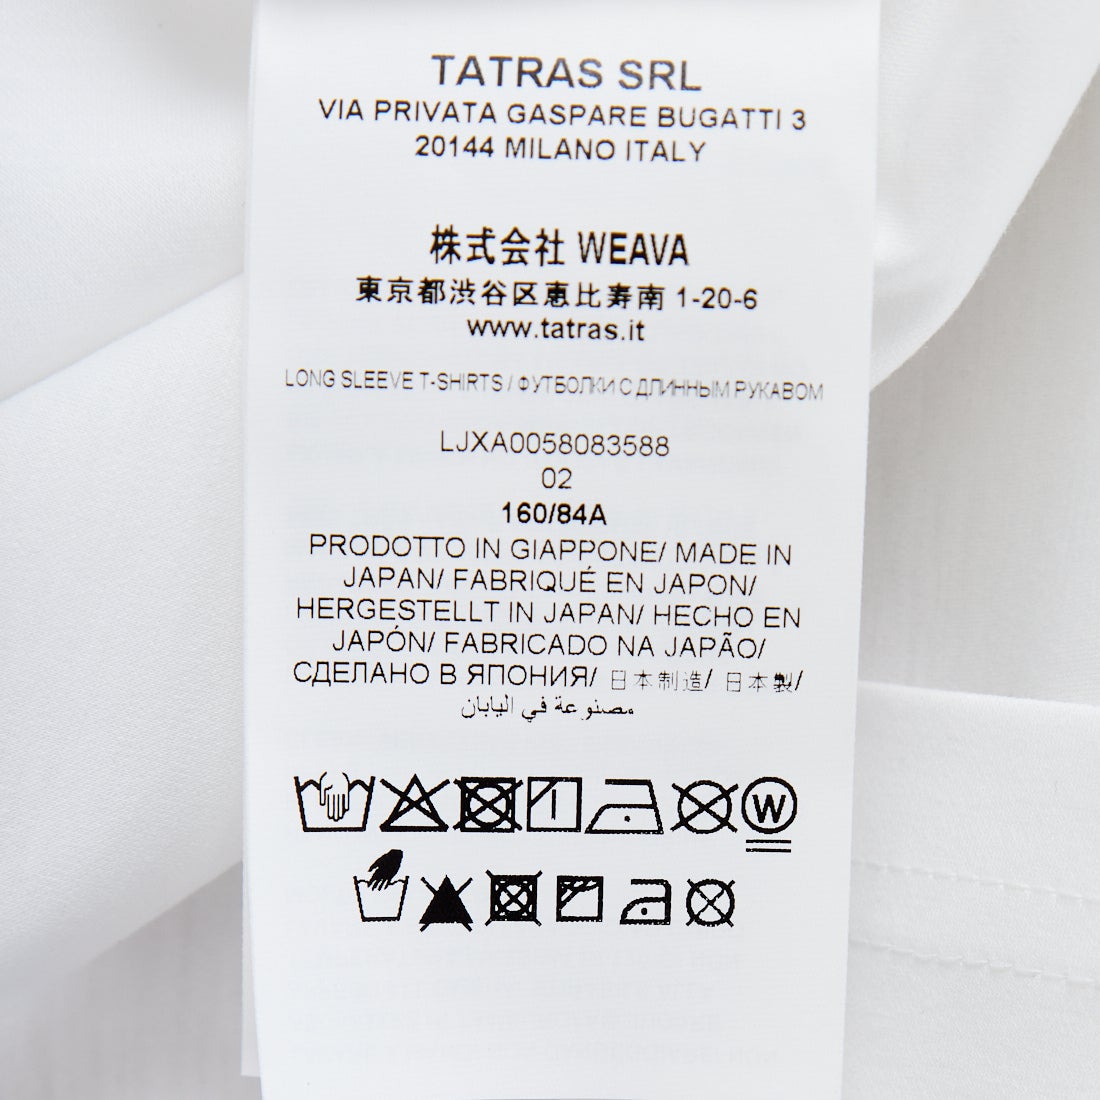 TATRAS SRL
VIA PRIVATA GASPARE BUGATTI 3
20144 MILANO ITALY
株式会社 WEAVA
東京都渋谷区恵比寿南 1-20-6
www.tatras.it
LONG SLEEVE T-SHIRTS / ФУТБОЛКИ С ДЛИННЫМ РУКАВОМ
LJXA0058083588
02
160/84A
PRODOTTO IN GIAPPONE/ MADE IN
JAPAN/ FABRIQUÉ EN JAPON/
HERGESTELLT IN JAPAN/ HECHO EN
JAPÓN/ FABRICADO NA JAPÃO/
СДЕЛАНО В ЯПОНИЯ/ 日本制造/ 日本製/
مصنوعة في اليابان
W